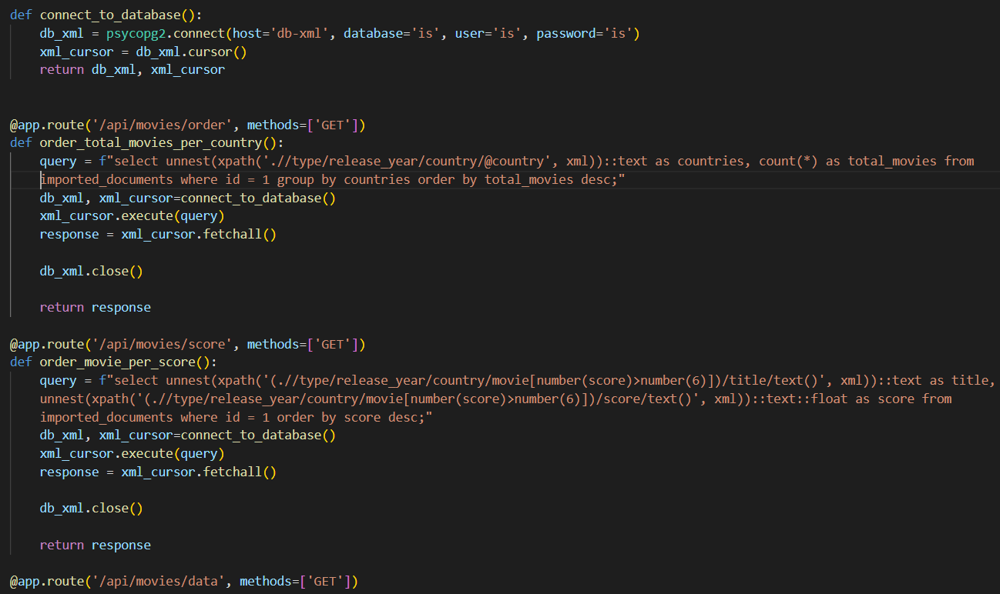 def connect_to_database():
    db_xml = psycopg2.connect(host='db-xml', database='is', user='is', password='is')
    xml_cursor = db_xml.cursor()
    return db_xml, xml_cursor
@app.route('/api/movies/order', methods=['GET'])
def order_total_movies_per_country():
    query = f"select unnest(xpath('.//type/release_year/country/@country', xml))::text as countries, count(*) as total_movies from
    imported_documents where id = 1 group by countries order by total_movies desc;"
    db_xml, xml_cursor=connect_to_database()
    xml_cursor.execute(query)
    response = xml_cursor.fetchall()
    db_xml.close()
    return response
@app.route('/api/movies/score', methods=['GET'])
def order_movie_per_score():
    query = f"select unnest(xpath('(.//type/release_year/country/movie[number(score)>number(6)])/title/text()', xml))::text as title,
    unnest(xpath('(.//type/release_year/country/movie[number(score)>number(6)])/score/text()', xml))::text::float as score from
    imported_documents where id = 1 order by score desc;"
    db_xml, xml_cursor=connect_to_database()
    xml_cursor.execute(query)
    response = xml_cursor.fetchall()
    db_xml.close()
    return response
@app.route('/api/movies/data', methods=['GET'])